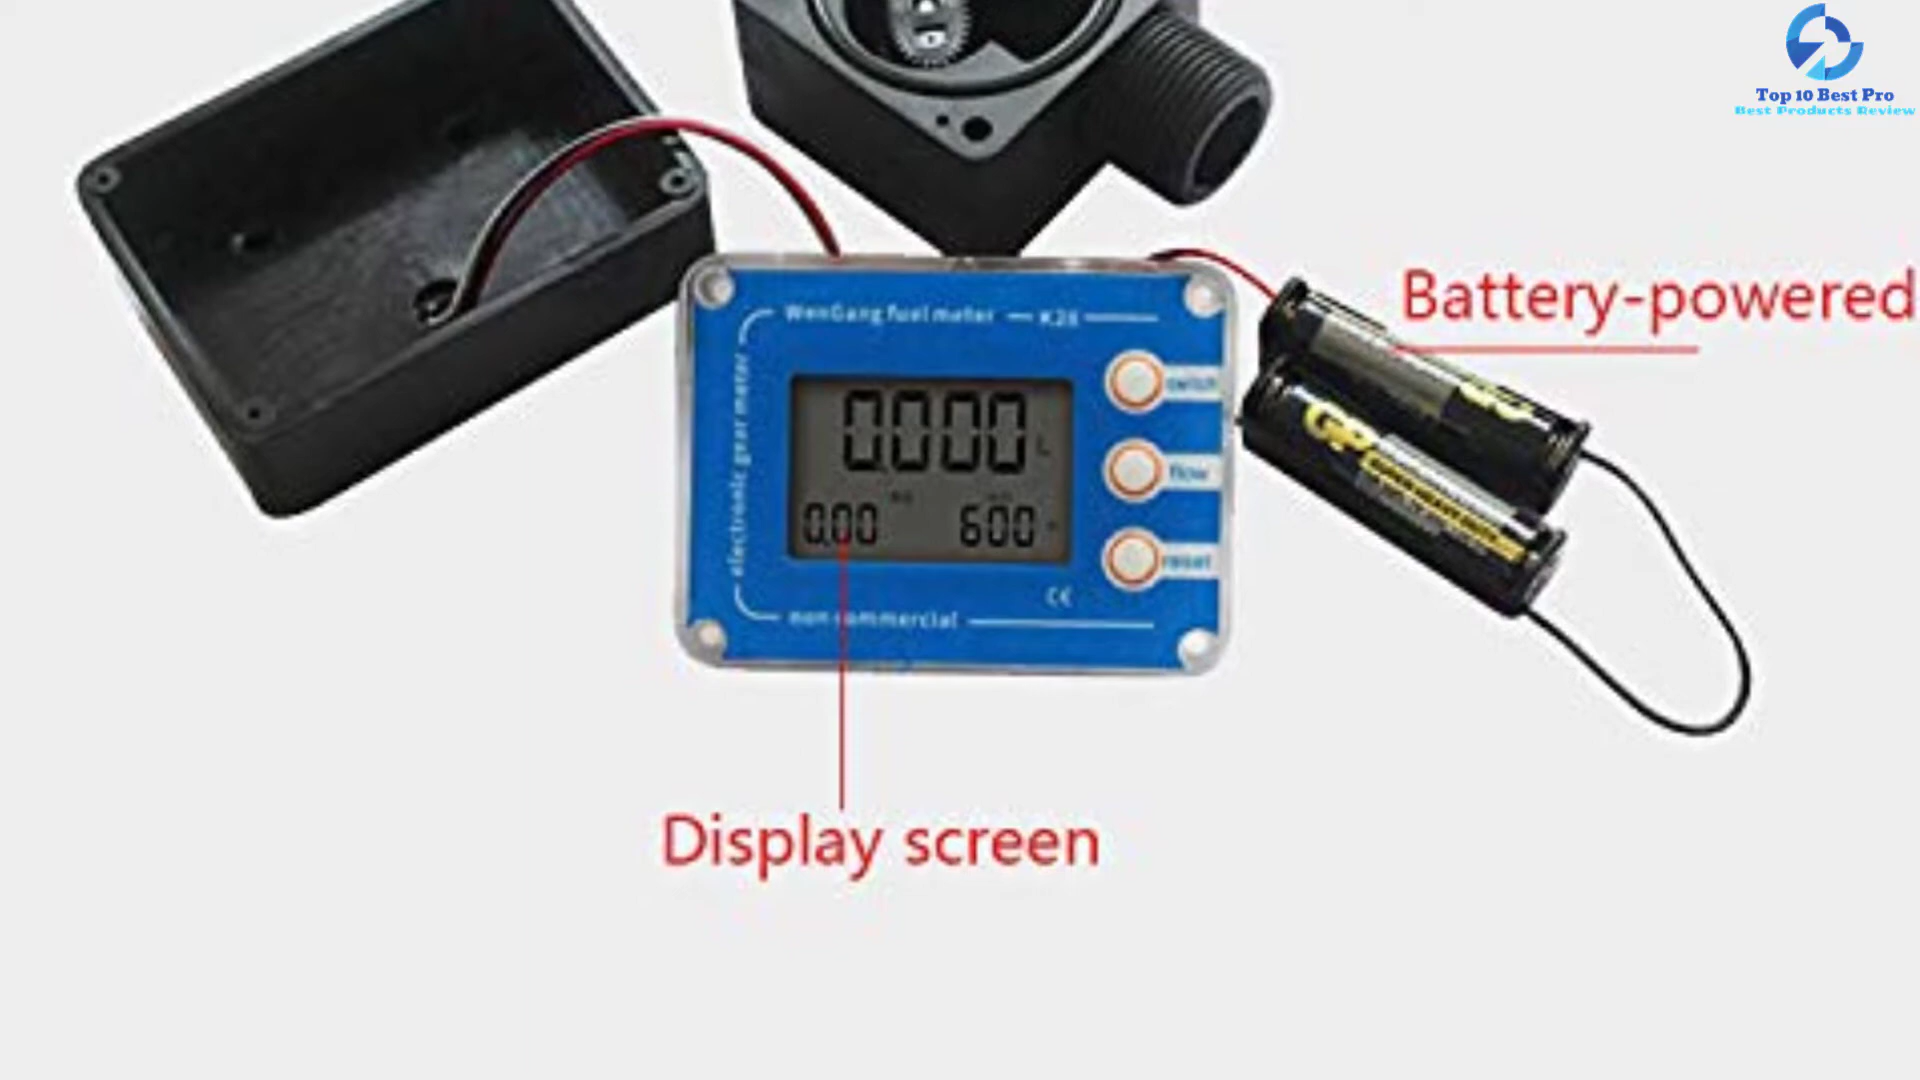 Top 10 Best Pro
Best Products Review
Battery-powered
WenGang fuel meter
electronic gear meter
switch
0.000 L
flow
GP
0.00
600
reset
CE
non commercial
Display screen